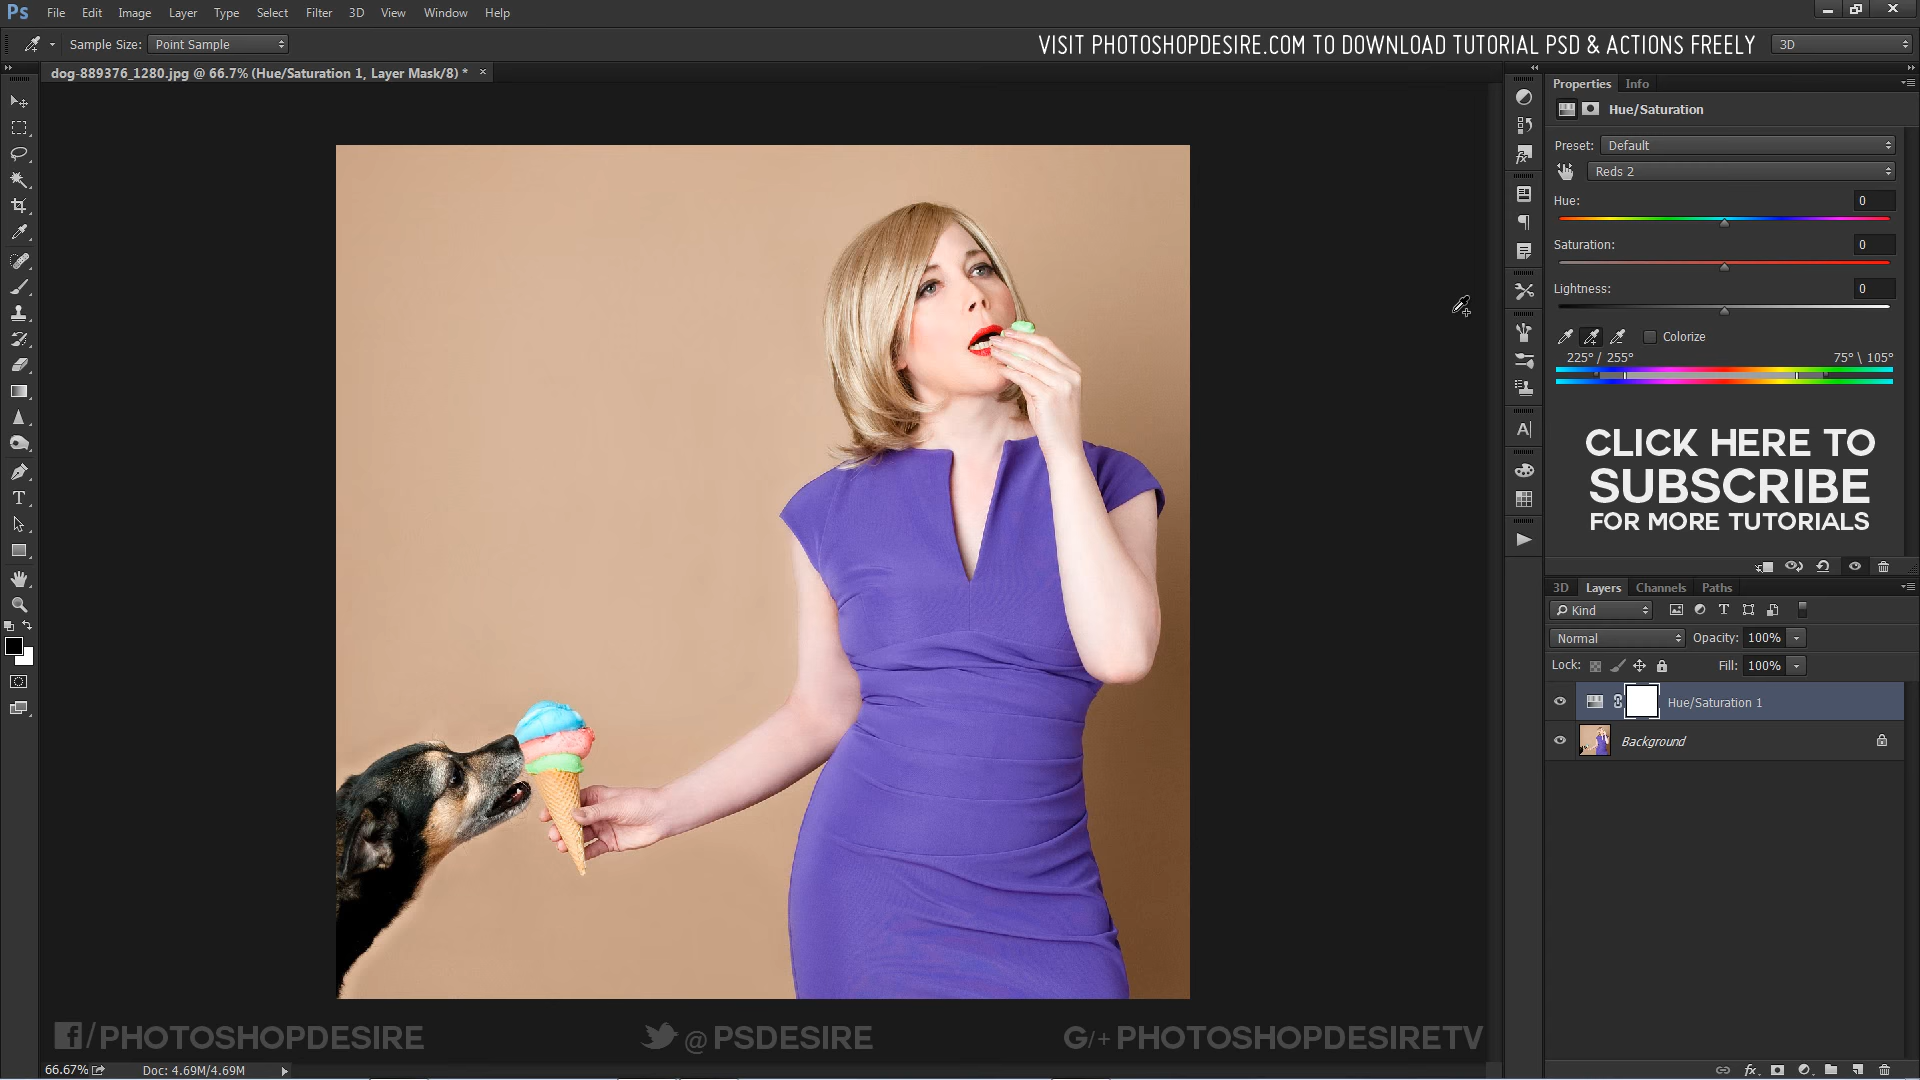 Ps File Edit Image Layer Type Select Filter 3D View Window Help
Sample Size: Point Sample
VISIT PHOTOSHOPDESIRE.COM TO DOWNLOAD TUTORIAL PSD & ACTIONS FREELY
3D
dog-889376_1280.jpg @ 66.7% (Hue/Saturation 1, Layer Mask/8) * ×
Properties Info
Hue/Saturation
Preset: Default
Reds 2
Hue: 0
Saturation: 0
Lightness: 0
Colorize
225° / 255° 75° \ 105°
CLICK HERE TO
SUBSCRIBE
FOR MORE TUTORIALS
3D Layers Channels Paths
Kind
Normal Opacity: 100%
Lock: Fill: 100%
Hue/Saturation 1
Background
f/PHOTOSHOPDESIRE
@PSDESIRE
G/+PHOTOSHOPDESIRETV
66.67% Doc: 4.69M/4.69M